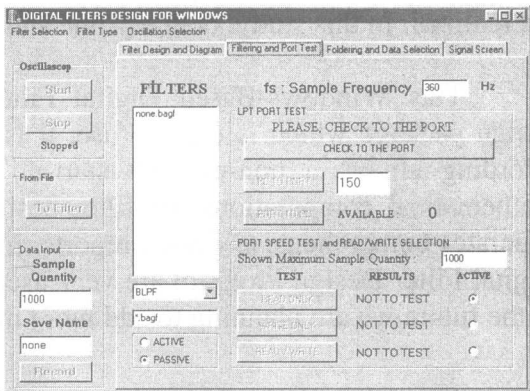 DIGITAL FILTERS DESIGN FOR WINDOWS
Filter Selection Filter Type Oscillation Selection
Filter Design and Diagram Filtering and Port Test Foldering and Data Selection Signal Screen
Oscillascop
Start
Stop
Stopped
From File
To Filter
Data Input
Sample
Quantity
1000
Save Name
none
Record
FİLTERS
none.bagf
BLPF
*.bagf
ACTIVE
PASSIVE
fs : Sample Frequency 360 Hz
LPT PORT TEST
PLEASE, CHECK TO THE PORT
CHECK TO THE PORT
150
AVAILABLE 0
PORT SPEED TEST and READ/WRITE SELECTION
Shown Maximum Sample Quantity : 1000
TEST RESULTS ACTIVE
READ ONLY NOT TO TEST
WRITE ONLY NOT TO TEST
READ/WRITE NOT TO TEST